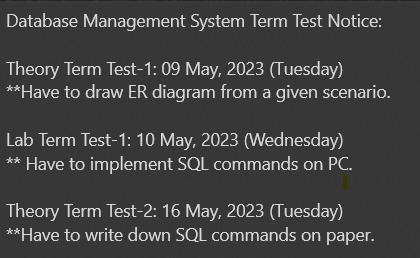 Database Management System Term Test Notice:
Theory Term Test-1: 09 May, 2023 (Tuesday)
**Have to draw ER diagram from a given scenario.
Lab Term Test-1: 10 May, 2023 (Wednesday)
** Have to implement SQL commands on PC.
Theory Term Test-2: 16 May, 2023 (Tuesday)
**Have to write down SQL commands on paper.